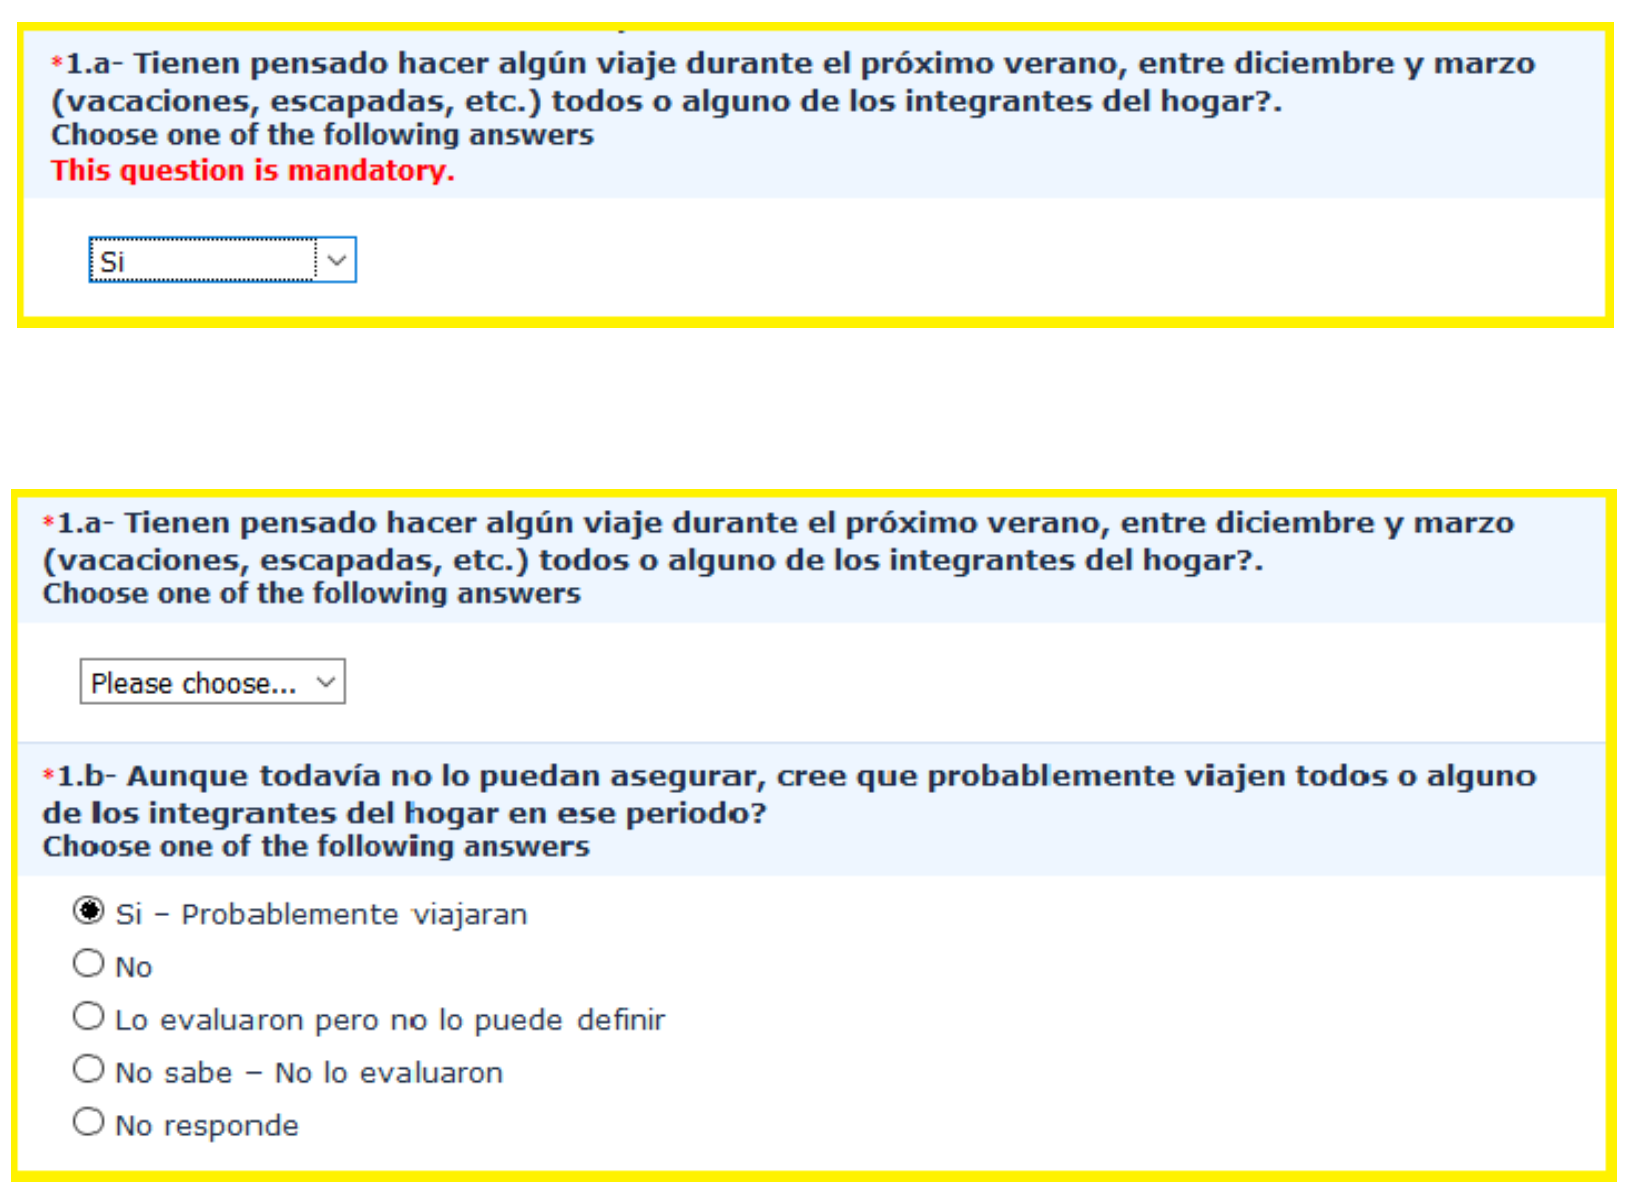 *1.a- Tienen pensado hacer algún viaje durante el próximo verano, entre diciembre y marzo
(vacaciones, escapadas, etc.) todos o alguno de los integrantes del hogar?.
Choose one of the following answers
This question is mandatory.
Si
*1.a- Tienen pensado hacer algún viaje durante el próximo verano, entre diciembre y marzo
(vacaciones, escapadas, etc.) todos o alguno de los integrantes del hogar?.
Choose one of the following answers
Please choose...
*1.b- Aunque todavía no lo puedan asegurar, cree que probablemente viajen todos o alguno
de los integrantes del hogar en ese periodo?
Choose one of the following answers
Si – Probablemente viajaran
No
Lo evaluaron pero no lo puede definir
No sabe – No lo evaluaron
No responde